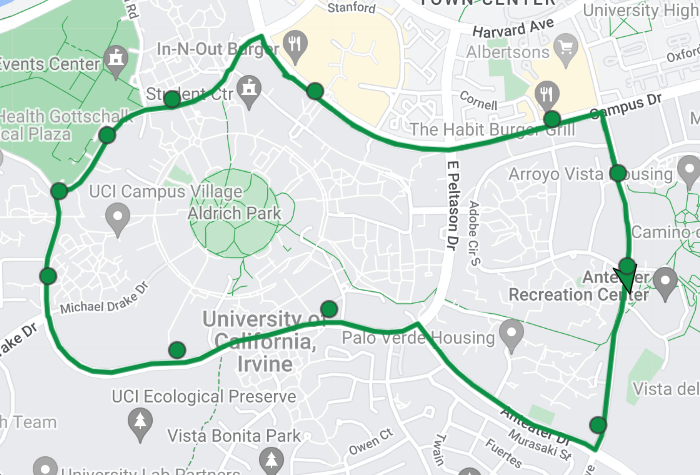 Stanford
TOWN CENTER
Harvard Ave
University High
In-N-Out Burger
Albertsons
Events Center
Oxford
Student Ctr
Cornell
Campus Dr
Health Gottschalk
cal Plaza
The Habit Burger Grill
Arroyo Vista Housing
UCI Campus Village
Aldrich Park
E Peltason Dr
Adobe Cir S
Camino d
Anteater
Recreation Center
Michael Drake Dr
rake Dr
University of
California,
Irvine
Palo Verde Housing
Vista del
UCI Ecological Preserve
h Team
Vista Bonita Park
Anteater Dr
Murasaki St
Owen Ct
Twain
Fuertes
University Lab Partners